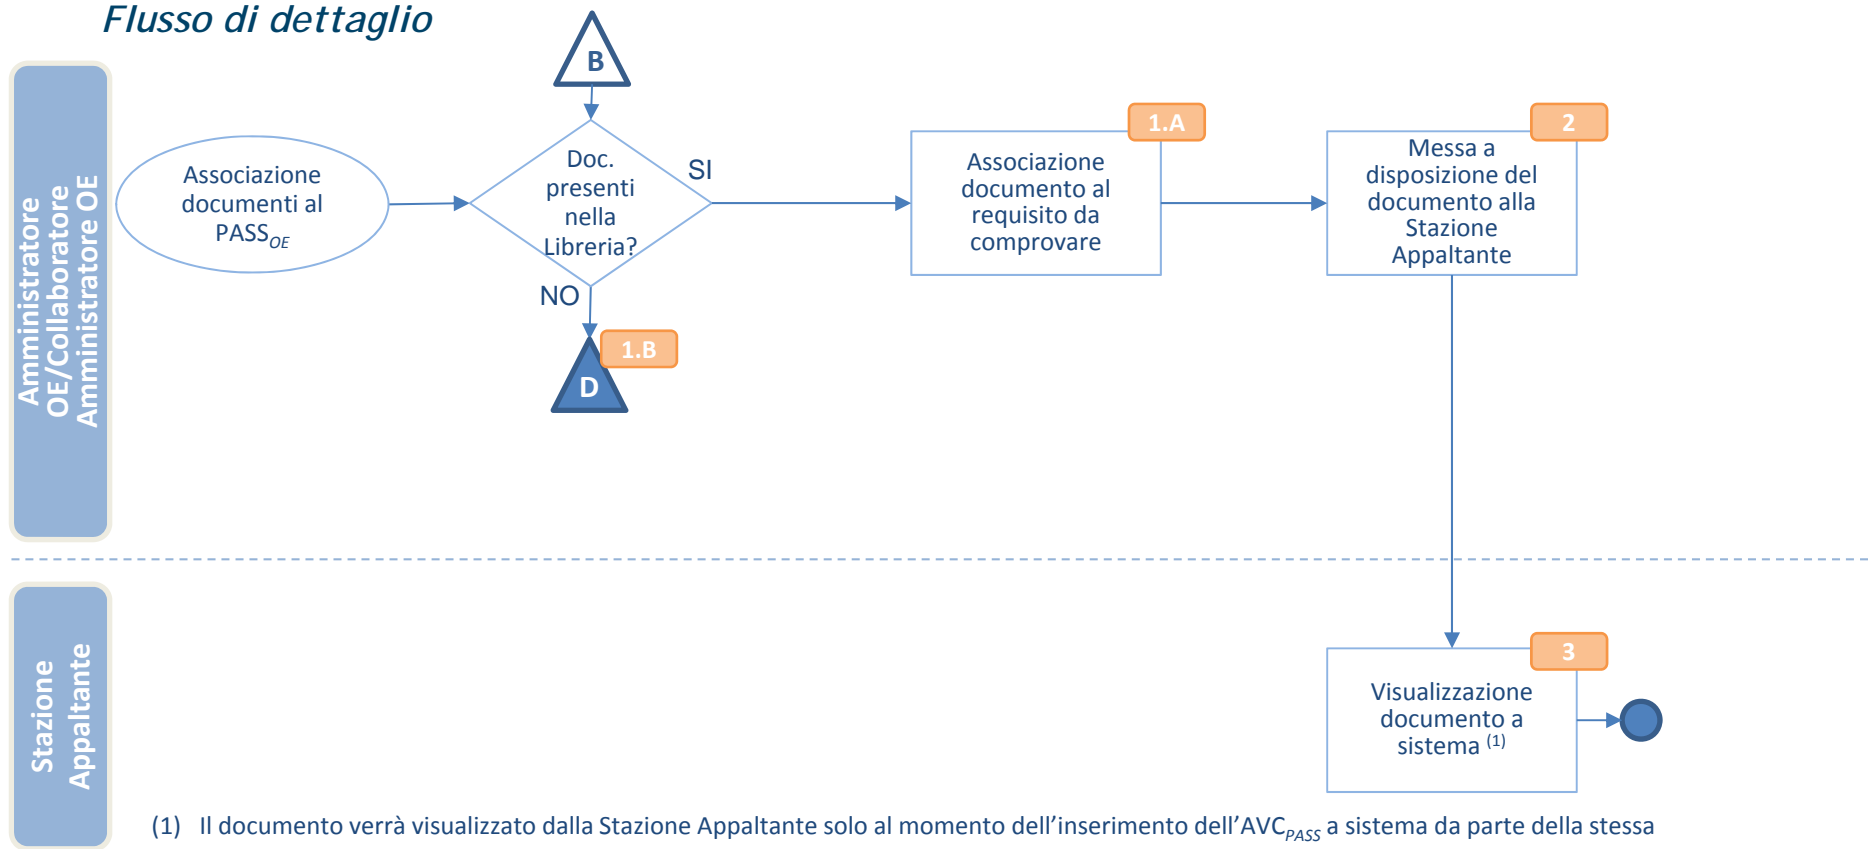 Flusso di dettaglio
Amministratore
OE/Collaboratore
Amministratore OE
Associazione
documenti al
PASSOE
B
Doc.
presenti
nella
Libreria?
SI
NO
1.B
D
1.A
Associazione
documento al
requisito da
comprovare
2
Messa a
disposizione del
documento alla
Stazione
Appaltante
Stazione
Appaltante
3
Visualizzazione
documento a
sistema (1)
(1) Il documento verrà visualizzato dalla Stazione Appaltante solo al momento dell’inserimento dell’AVCPASS a sistema da parte della stessa